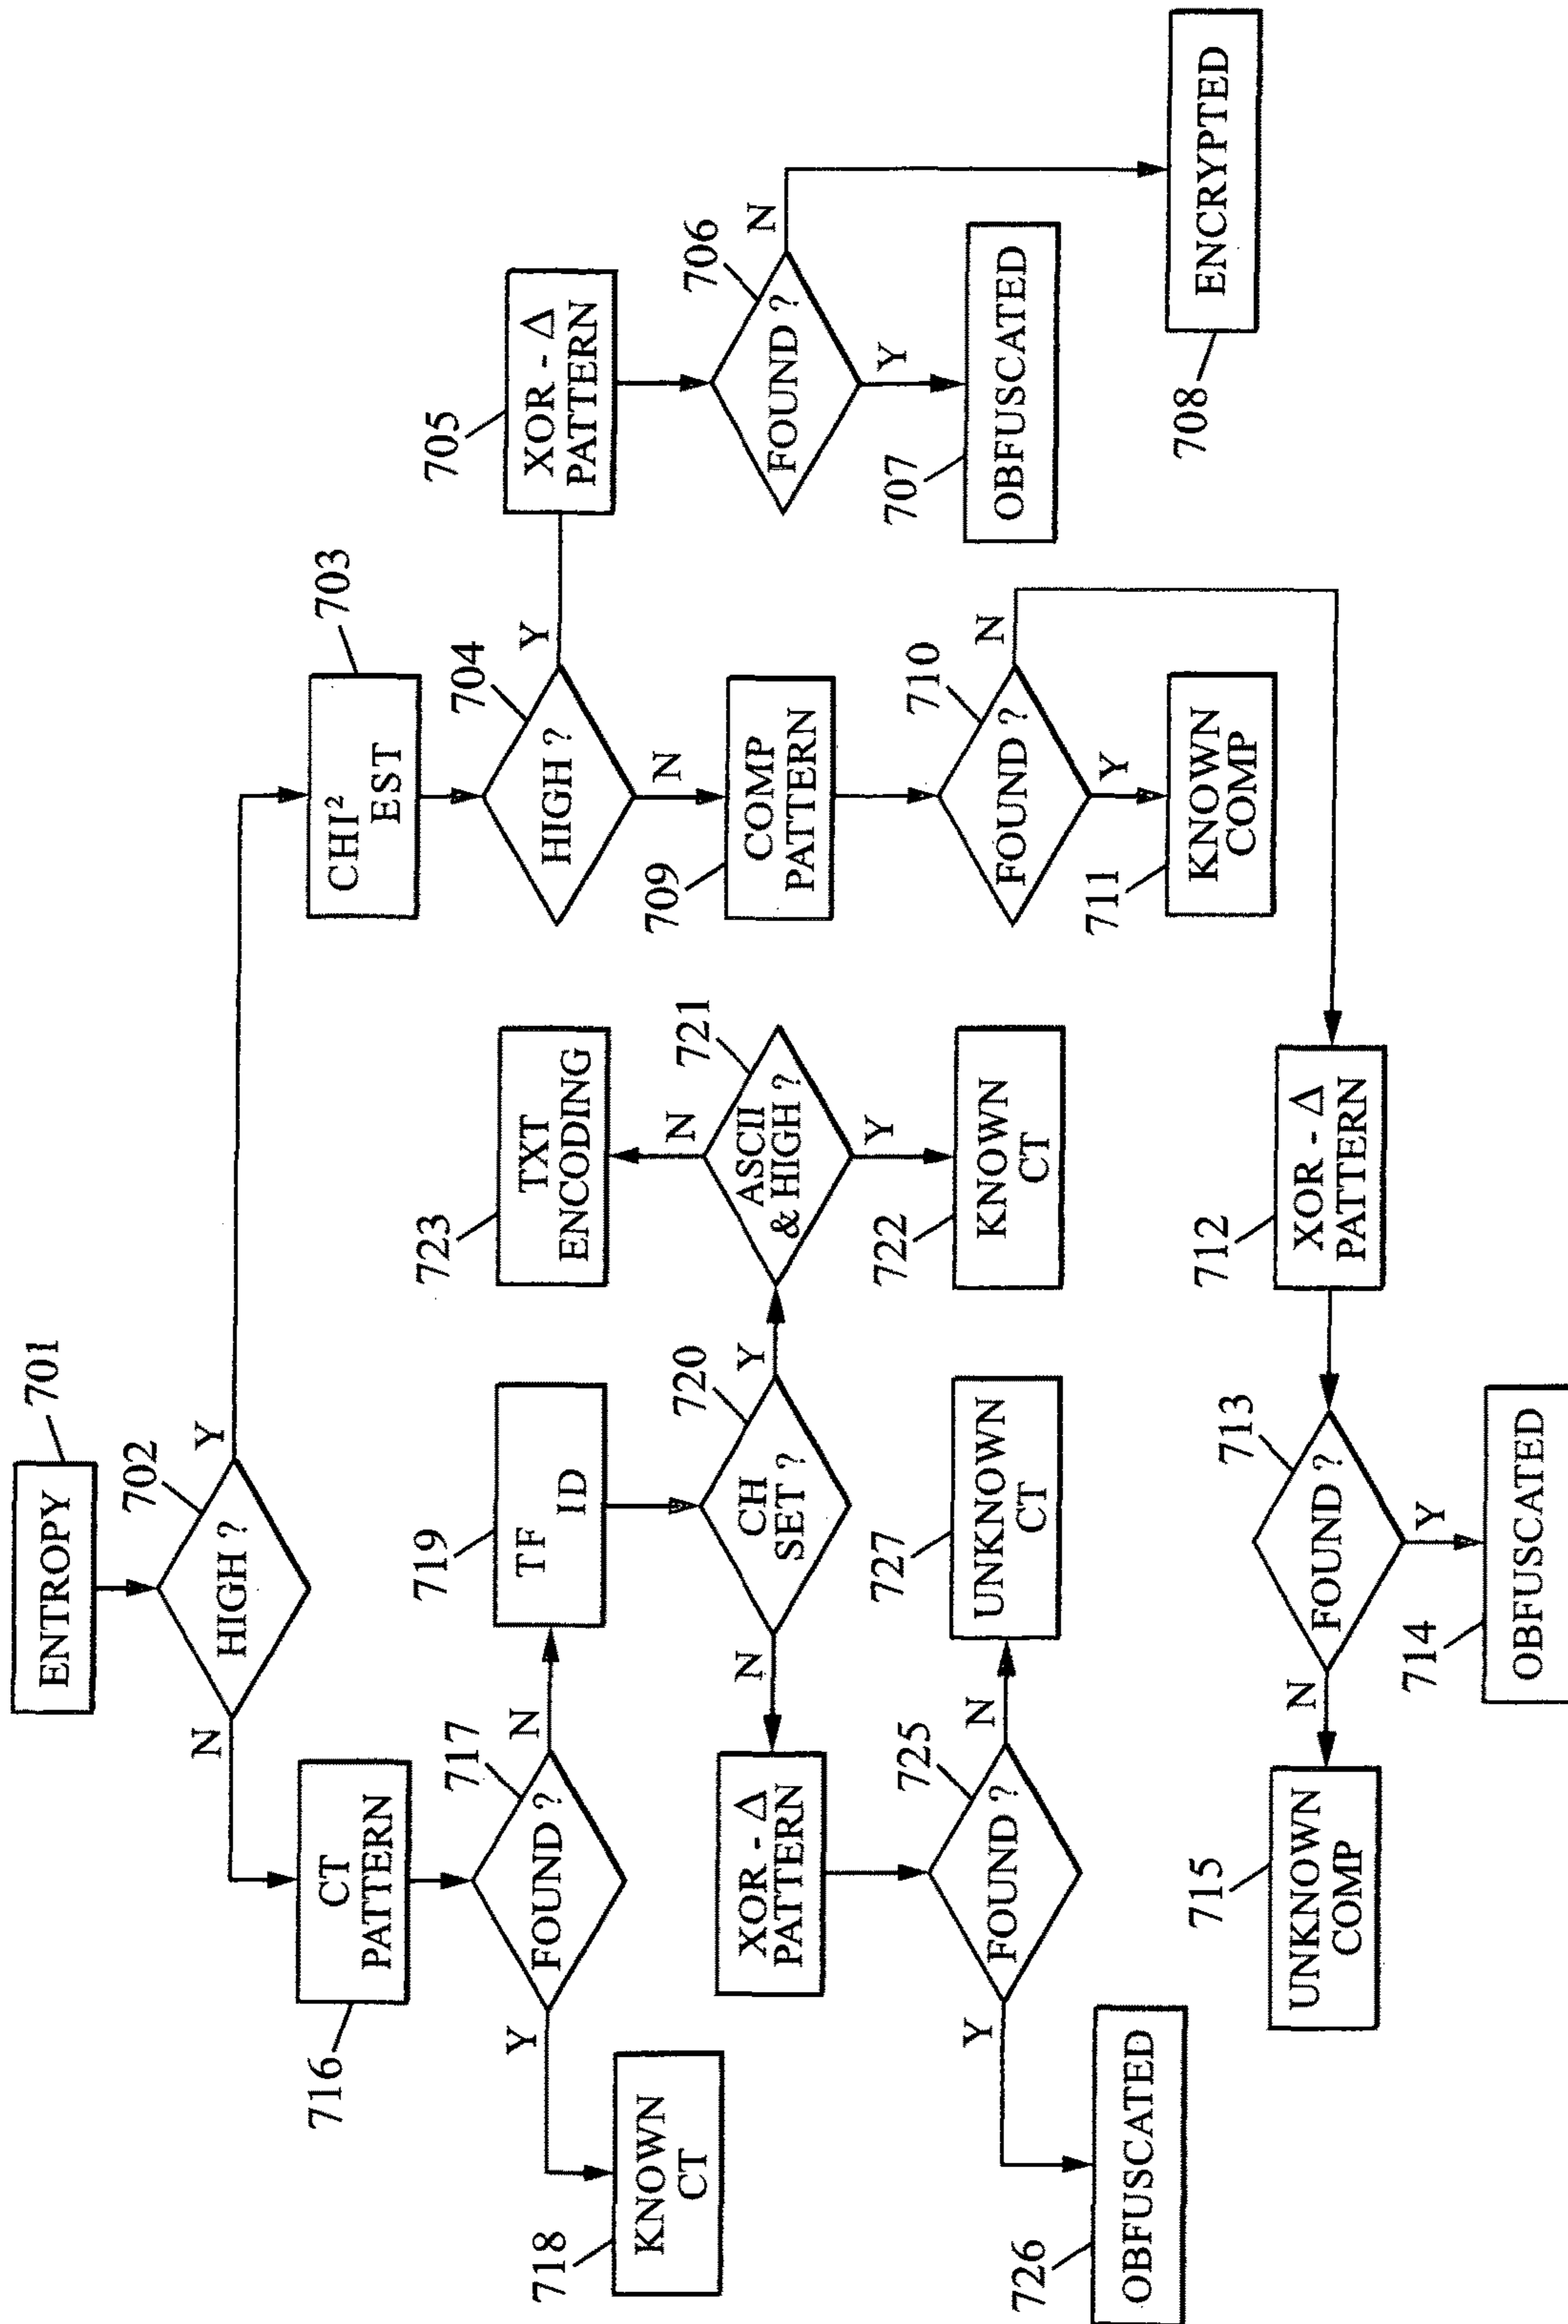 ENTROPY
701
HIGH ?
702
N
Y
CHI²
EST
703
HIGH ?
704
Y
N
XOR - Δ
PATTERN
705
FOUND ?
706
N
Y
OBFUSCATED
707
ENCRYPTED
708
COMP
PATTERN
709
FOUND ?
710
N
Y
KNOWN
COMP
711
XOR - Δ
PATTERN
712
FOUND ?
713
N
Y
OBFUSCATED
714
UNKNOWN
COMP
715
CT
PATTERN
716
FOUND ?
717
Y
N
KNOWN
CT
718
TF
ID
719
CH
SET ?
720
N
Y
ASCII
& HIGH ?
721
N
Y
KNOWN
CT
722
TXT
ENCODING
723
XOR - Δ
PATTERN
FOUND ?
725
Y
N
OBFUSCATED
726
UNKNOWN
CT
727